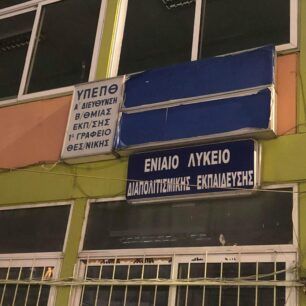 ΥΠΕΠΘ
Α΄ ΔΙΕΥΘΥΝΣΗ
Β/ΘΜΙΑΣ
ΕΚΠ/ΣΗΣ
1ο ΓΡΑΦΕΙΟ
ΘΕΣ/ΝΙΚΗΣ
ΕΝΙΑΙΟ ΛΥΚΕΙΟ
ΔΙΑΠΟΛΙΤΙΣΜΙΚΗΣ ΕΚΠΑΙΔΕΥΣΗΣ